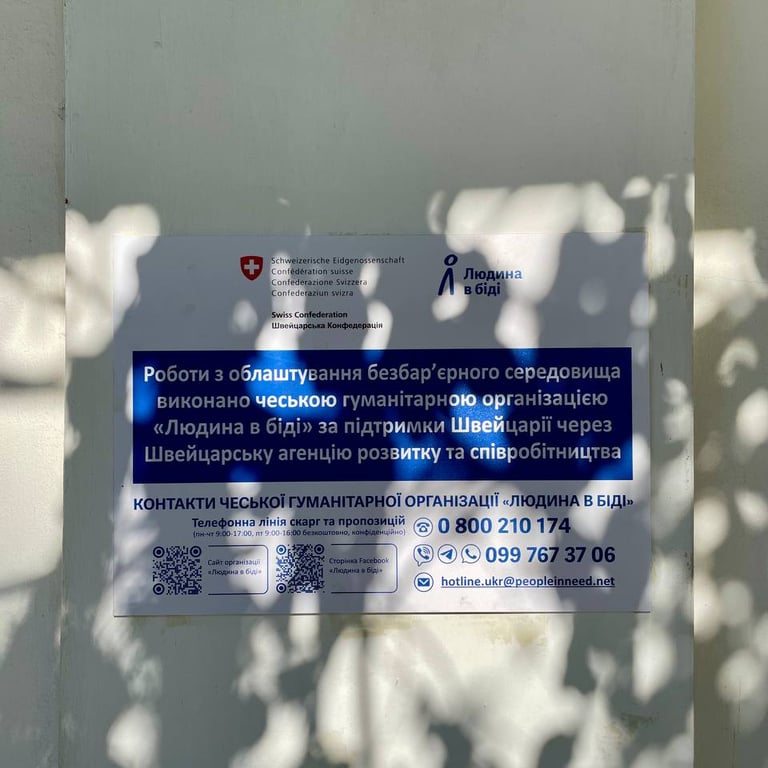 Schweizerische Eidgenossenschaft
Confédération suisse
Confederazione Svizzera
Confederaziun svizra
Swiss Confederation
Швейцарська Конфедерація
Людина
в біді
Роботи з облаштування безбар’єрного середовища
виконано чеською гуманітарною організацією
«Людина в біді» за підтримки Швейцарії через
Швейцарську агенцію розвитку та співробітництва
КОНТАКТИ ЧЕСЬКОЇ ГУМАНІТАРНОЇ ОРГАНІЗАЦІЇ «ЛЮДИНА В БІДІ»
Телефонна лінія скарг та пропозицій
(пн-чт 9:00-17:00, пт 9:00-16:00 безкоштовно, конфіденційно)
0 800 210 174
Сайт організації
«Людина в біді»
Сторінка Facebook
«Людина в біді»
099 767 37 06
hotline.ukr@peopleinneed.net